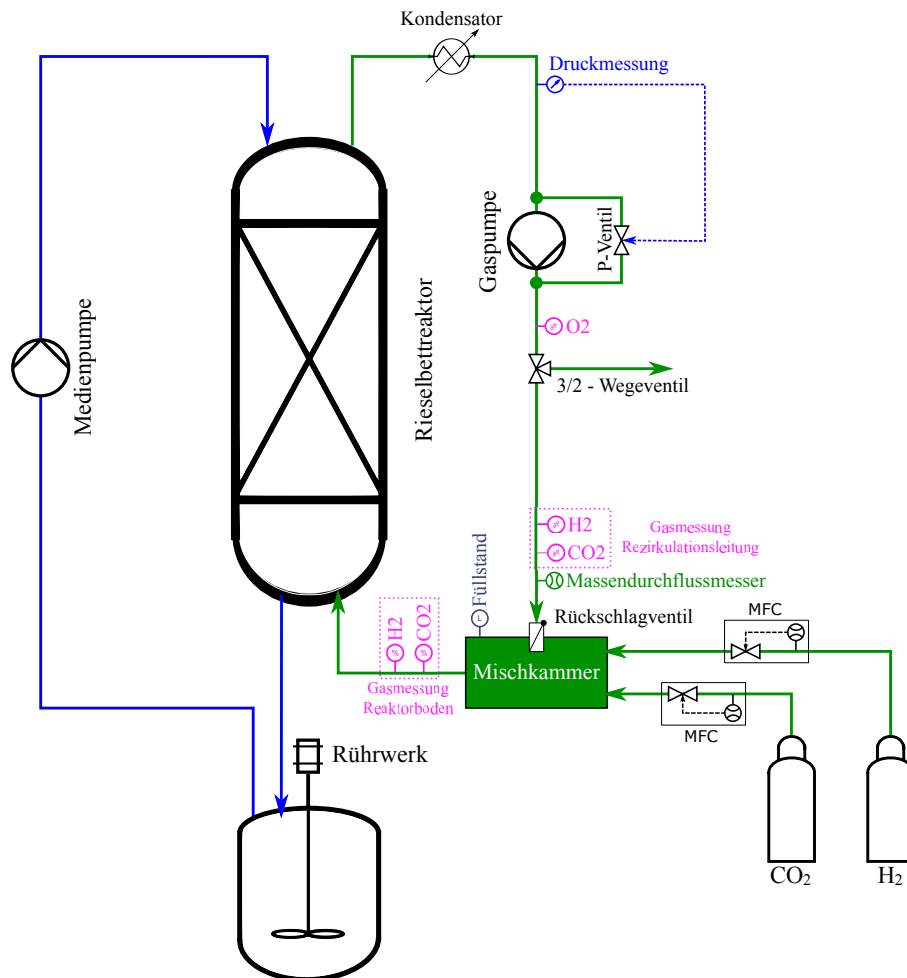 Kondensator
Druckmessung
Gaspumpe
P-Ventil
O2
3/2 - Wegeventil
Medienpumpe
Rieselbettreaktor
H2
CO2
Gasmessung
Rezirkulationsleitung
Massendurchflussmesser
Füllstand
L
Rückschlagventil
MFC
H2
CO2
%
%
Mischkammer
Gasmessung
Reaktorboden
MFC
Rührwerk
CO₂
H₂